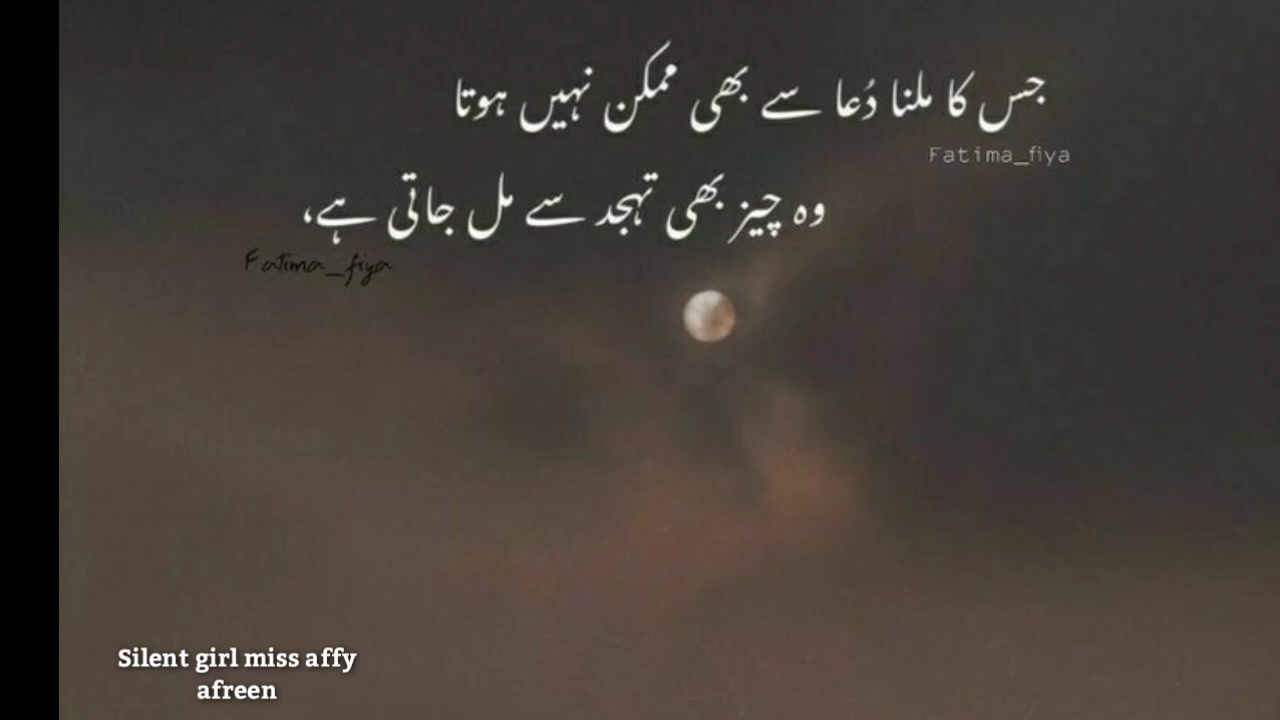 جس کا ملنا دُعا سے بھی ممکن نہیں ہوتا
Fatima_fiya
وہ چیز بھی تہجد سے مل جاتی ہے،
Fatima_fiya
Silent girl miss affy
afreen